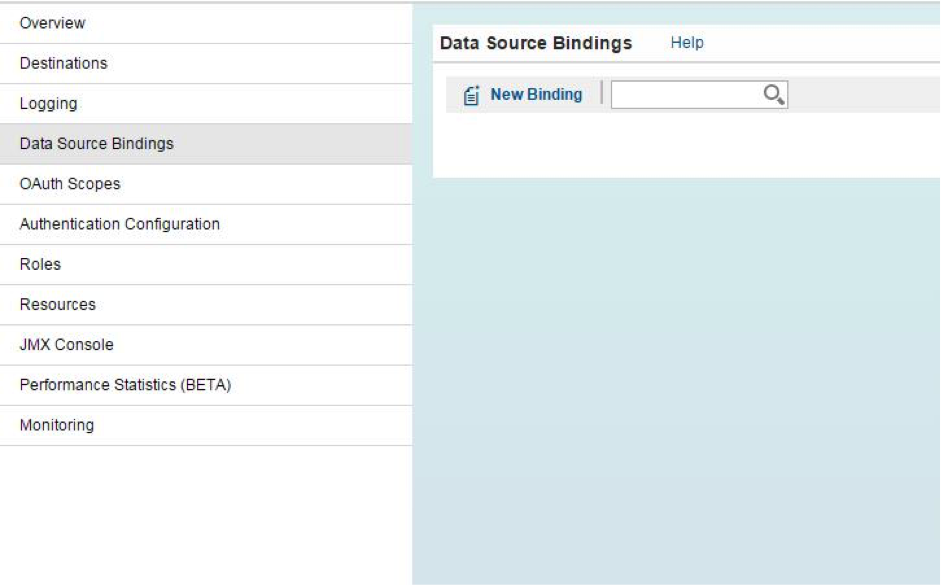 Overview
Destinations
Logging
Data Source Bindings
OAuth Scopes
Authentication Configuration
Roles
Resources
JMX Console
Performance Statistics (BETA)
Monitoring
Data Source Bindings Help
New Binding